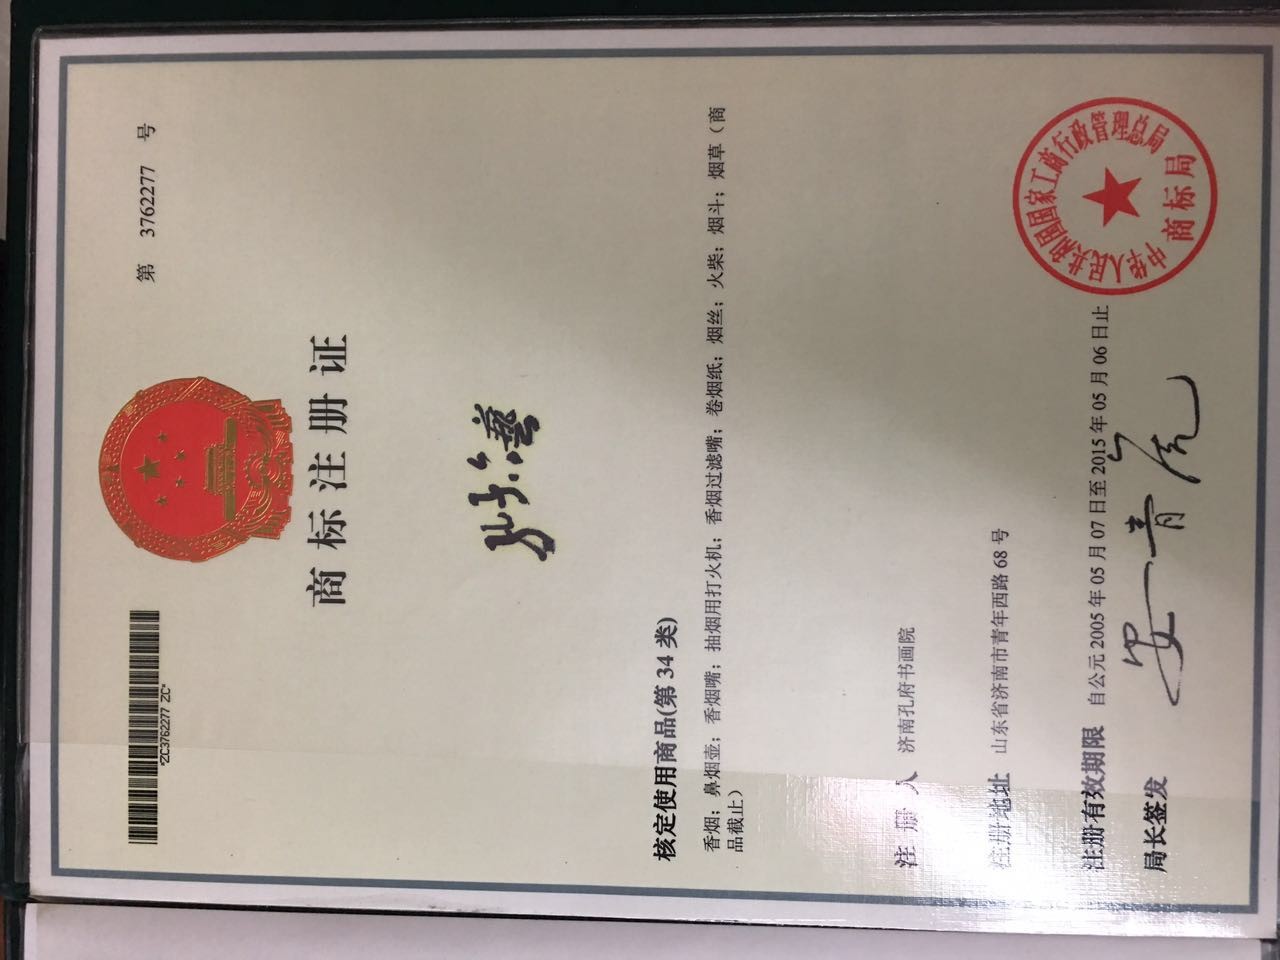 *ZC3762277 ZC*
第 3762277 号
商标注册证
核定使用商品(第 34 类)
香烟；鼻烟壶；香烟嘴；抽烟用打火机；香烟过滤嘴；卷烟纸；烟丝；火柴；烟斗；烟草（商
品截止）
注册人 济南孔府书画院
注册地址 山东省济南市青年西路 68 号
注册有效期限 自公元 2005 年 05 月 07 日至 2015 年 05 月 06 日止
局长签发 安青虎
中华人民共和国国家工商行政管理总局
商标局